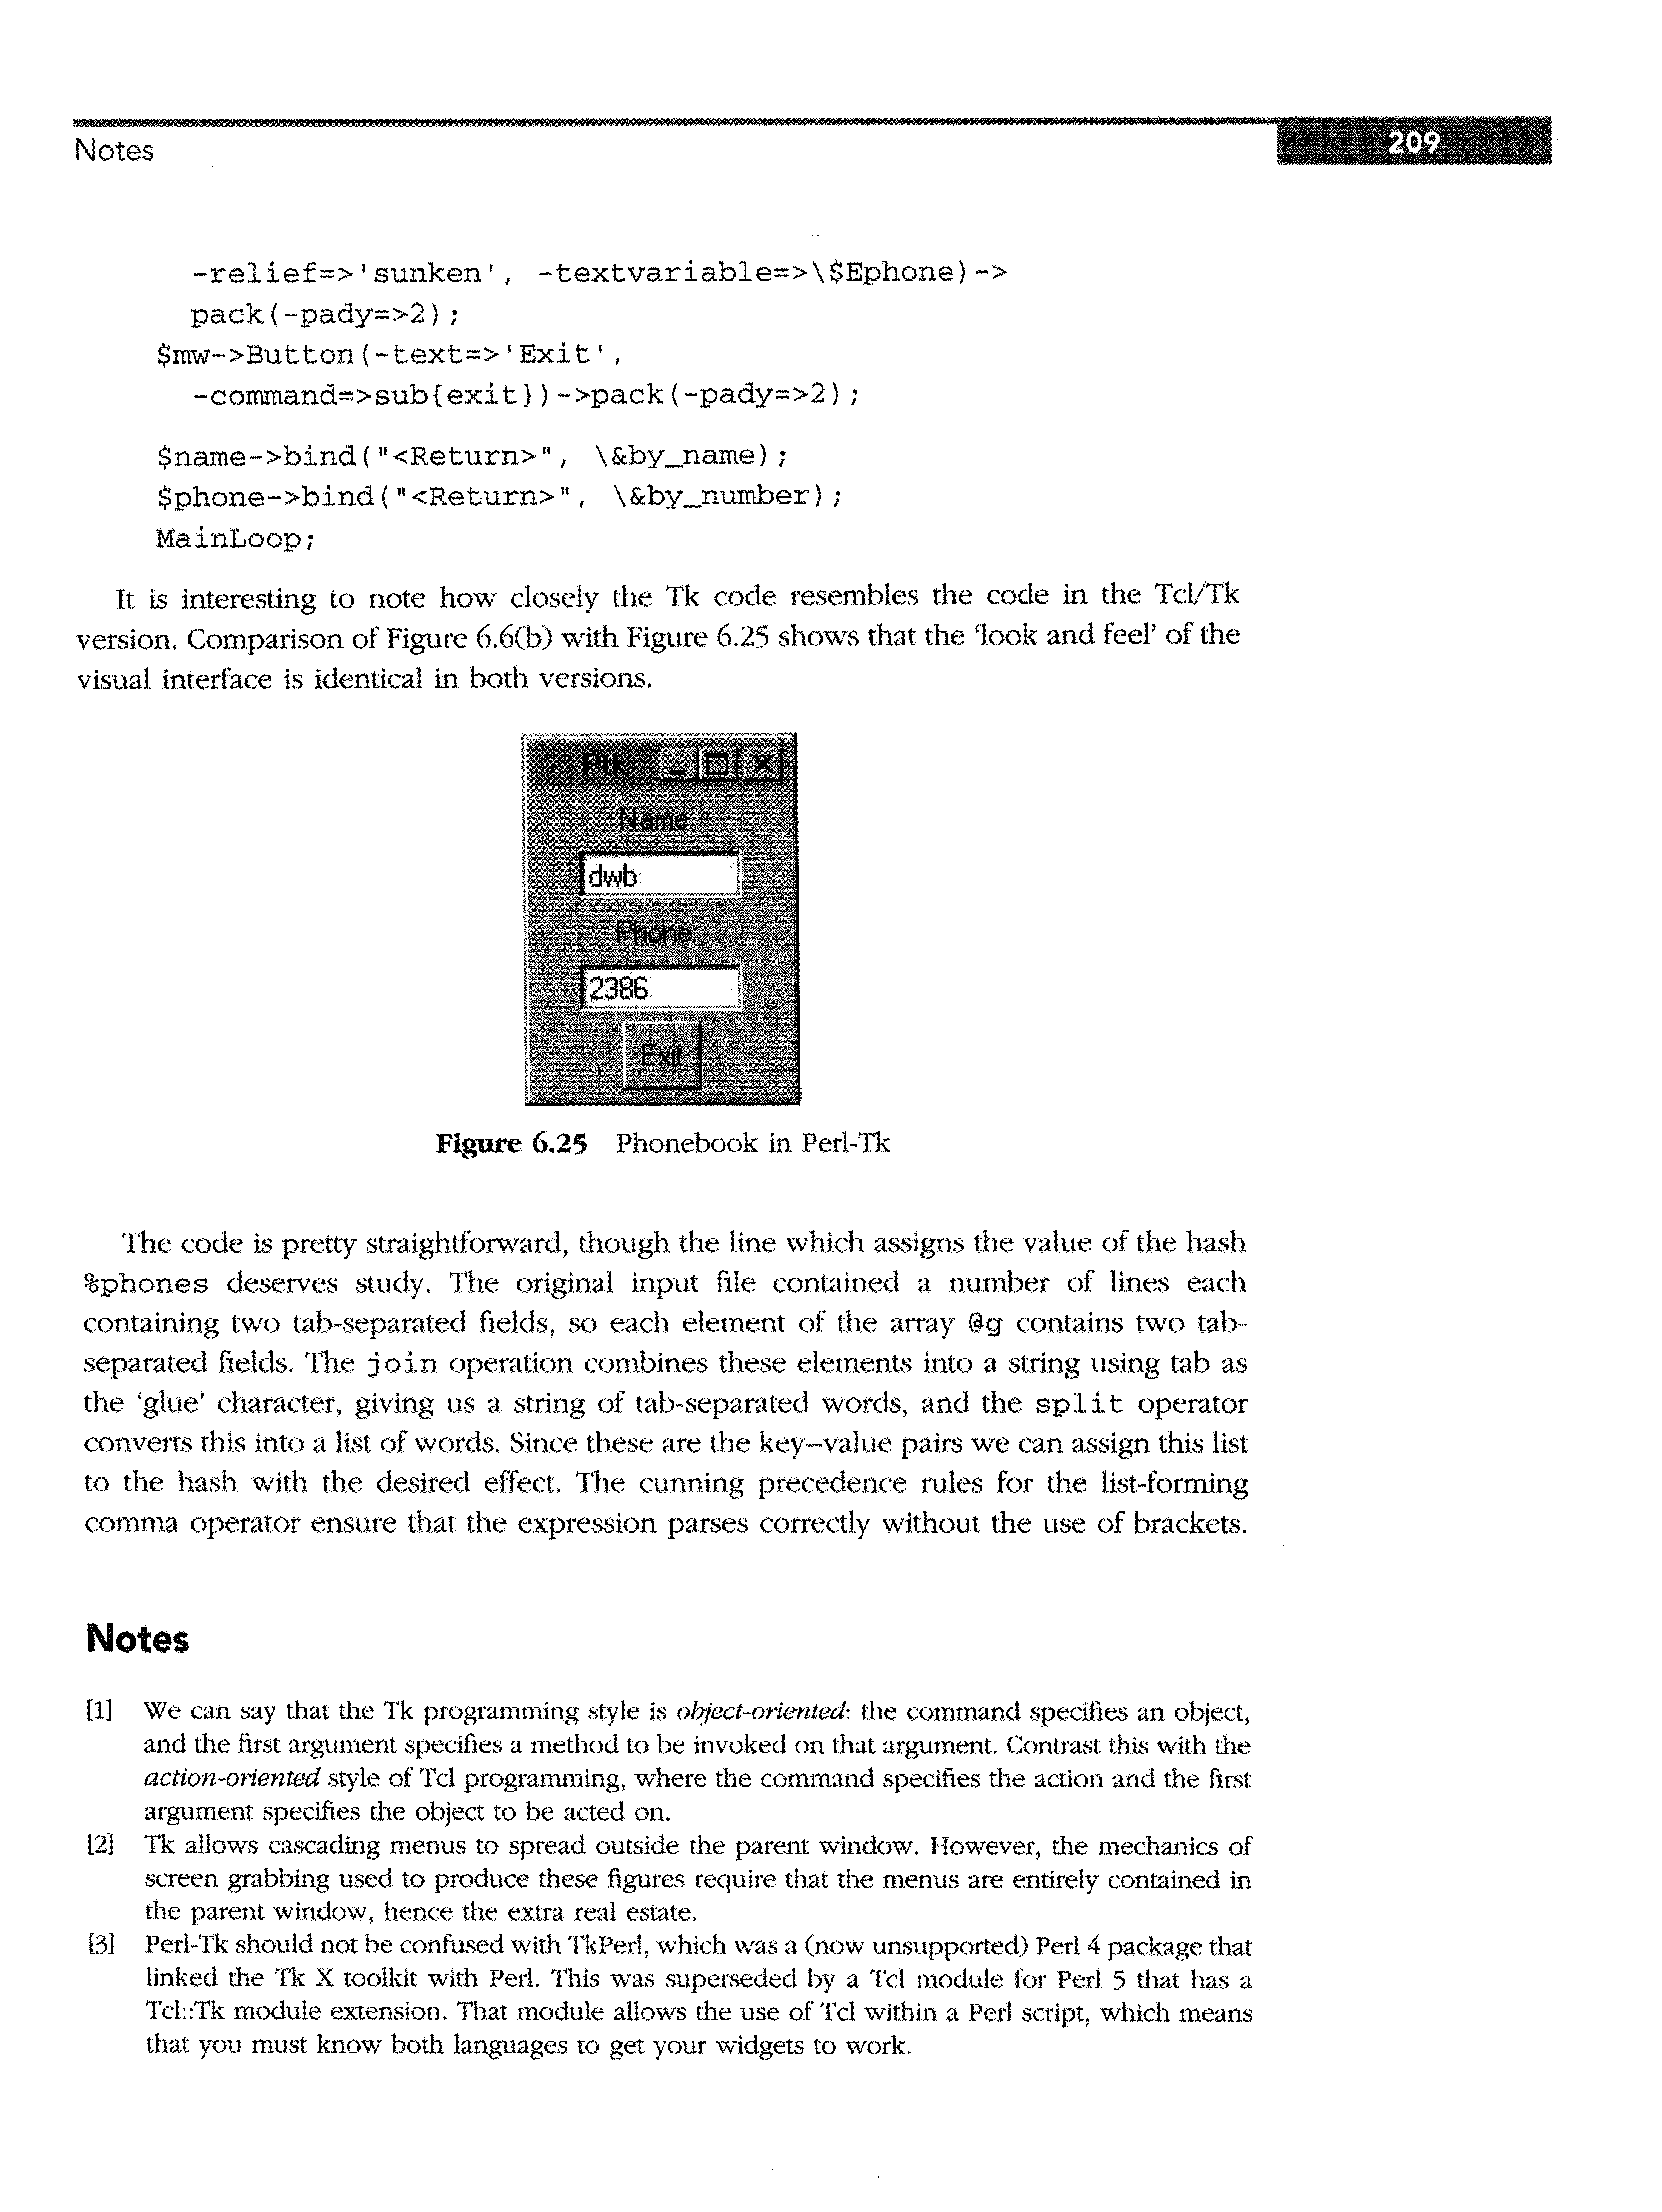 Notes
209
-relief=>'sunken', -textvariable=>\$Ephone)->
pack(-pady=>2);
$mw->Button(-text=>'Exit',
-command=>sub{exit})->pack(-pady=>2);
$name->bind("<Return>", \&by_name);
$phone->bind("<Return>", \&by_number);
MainLoop;
It is interesting to note how closely the Tk code resembles the code in the Tcl/Tk
version. Comparison of Figure 6.6(b) with Figure 6.25 shows that the ‘look and feel’ of the
visual interface is identical in both versions.
Ptk
Name:
dwb
Phone:
2386
Exit
Figure 6.25 Phonebook in Perl-Tk
The code is pretty straightforward, though the line which assigns the value of the hash
%phones deserves study. The original input file contained a number of lines each
containing two tab-separated fields, so each element of the array @g contains two tab-
separated fields. The join operation combines these elements into a string using tab as
the ‘glue’ character, giving us a string of tab-separated words, and the split operator
converts this into a list of words. Since these are the key–value pairs we can assign this list
to the hash with the desired effect. The cunning precedence rules for the list-forming
comma operator ensure that the expression parses correctly without the use of brackets.
Notes
[1] We can say that the Tk programming style is object-oriented: the command specifies an object,
and the first argument specifies a method to be invoked on that argument. Contrast this with the
action-oriented style of Tcl programming, where the command specifies the action and the first
argument specifies the object to be acted on.
[2] Tk allows cascading menus to spread outside the parent window. However, the mechanics of
screen grabbing used to produce these figures require that the menus are entirely contained in
the parent window, hence the extra real estate.
[3] Perl-Tk should not be confused with TkPerl, which was a (now unsupported) Perl 4 package that
linked the Tk X toolkit with Perl. This was superseded by a Tcl module for Perl 5 that has a
Tcl::Tk module extension. That module allows the use of Tcl within a Perl script, which means
that you must know both languages to get your widgets to work.